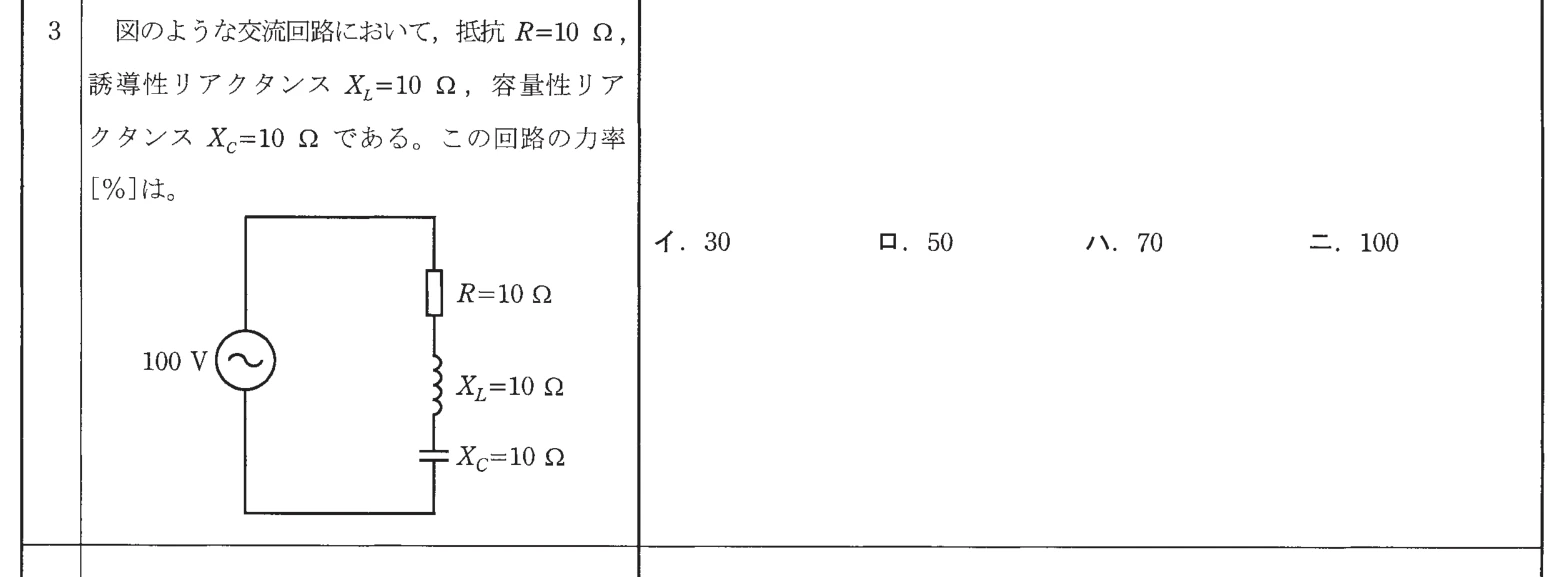 3
図のような交流回路において，抵抗 R=10 Ω，
誘導性リアクタンス X_L=10 Ω，容量性リア
クタンス X_C=10 Ω である。この回路の力率
[%]は。
イ．30　ロ．50　ハ．70　ニ．100
R=10 Ω
100 V
X_L=10 Ω
X_C=10 Ω